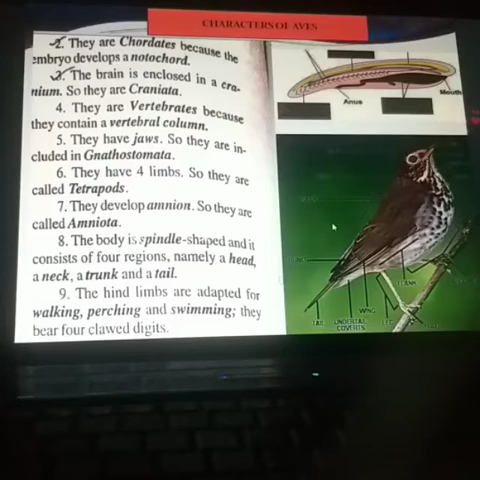 CHARACTERS OF AVES
2. They are Chordates because the
embryo develops a notochord.
3. The brain is enclosed in a cra-
nium. So they are Craniata.
4. They are Vertebrates because
they contain a vertebral column.
5. They have jaws. So they are in-
cluded in Gnathostomata.
6. They have 4 limbs. So they are
called Tetrapods.
7. They develop amnion. So they are
called Amniota.
8. The body is spindle-shaped and it
consists of four regions, namely a head,
a neck, a trunk and a tail.
9. The hind limbs are adapted for
walking, perching and swimming; they
bear four clawed digits.
Anus
Mouth
FLANK
WING
TAIL
UNDERTAIL
COVERTS
LEG